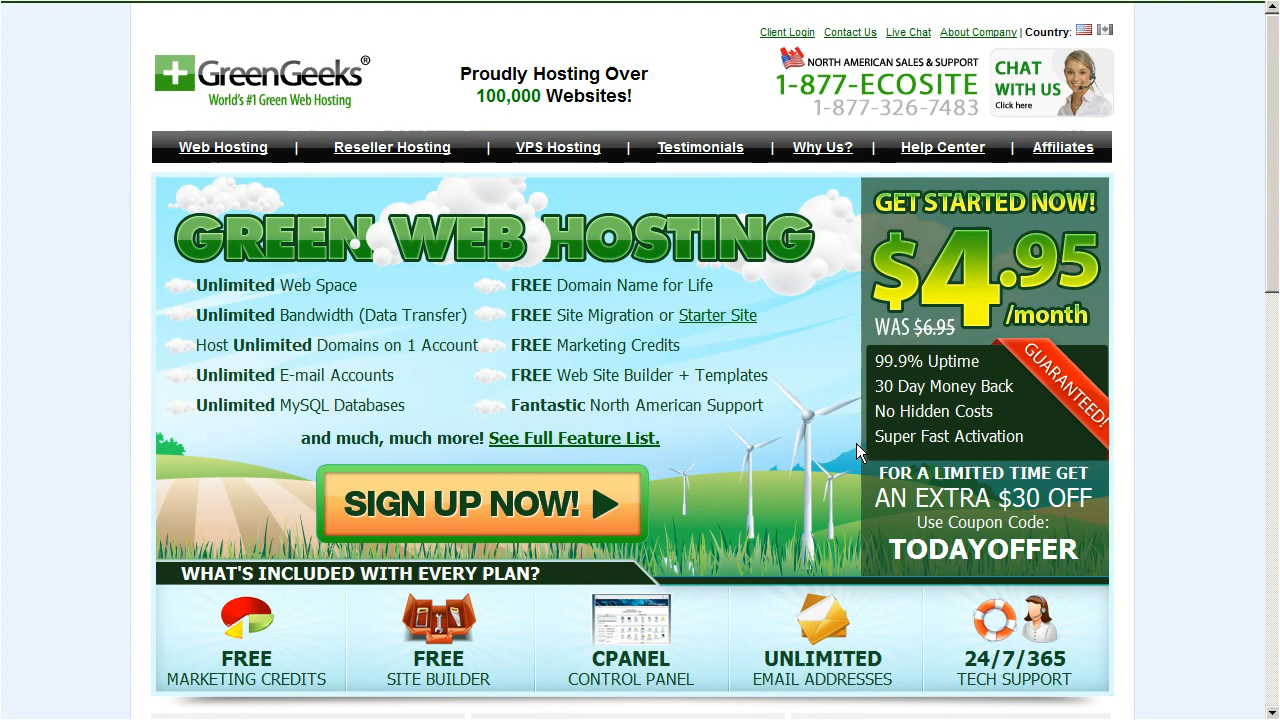 Client Login Contact Us Live Chat About Company | Country:
GreenGeeks®
World's #1 Green Web Hosting
Proudly Hosting Over
100,000 Websites!
NORTH AMERICAN SALES & SUPPORT
1-877-ECOSITE
1-877-326-7483
CHAT
WITH US
Click here
Web Hosting | Reseller Hosting | VPS Hosting | Testimonials | Why Us? | Help Center | Affiliates
GREEN WEB HOSTING
Unlimited Web Space
Unlimited Bandwidth (Data Transfer)
Host Unlimited Domains on 1 Account
Unlimited E-mail Accounts
Unlimited MySQL Databases
FREE Domain Name for Life
FREE Site Migration or Starter Site
FREE Marketing Credits
FREE Web Site Builder + Templates
Fantastic North American Support
and much, much more! See Full Feature List.
SIGN UP NOW!
GET STARTED NOW!
$4.95
/month
WAS $6.95
99.9% Uptime
30 Day Money Back
No Hidden Costs
Super Fast Activation
GUARANTEED!
FOR A LIMITED TIME GET
AN EXTRA $30 OFF
Use Coupon Code:
TODAYOFFER
WHAT'S INCLUDED WITH EVERY PLAN?
FREE
MARKETING CREDITS
FREE
SITE BUILDER
CPANEL
CONTROL PANEL
UNLIMITED
EMAIL ADDRESSES
24/7/365
TECH SUPPORT